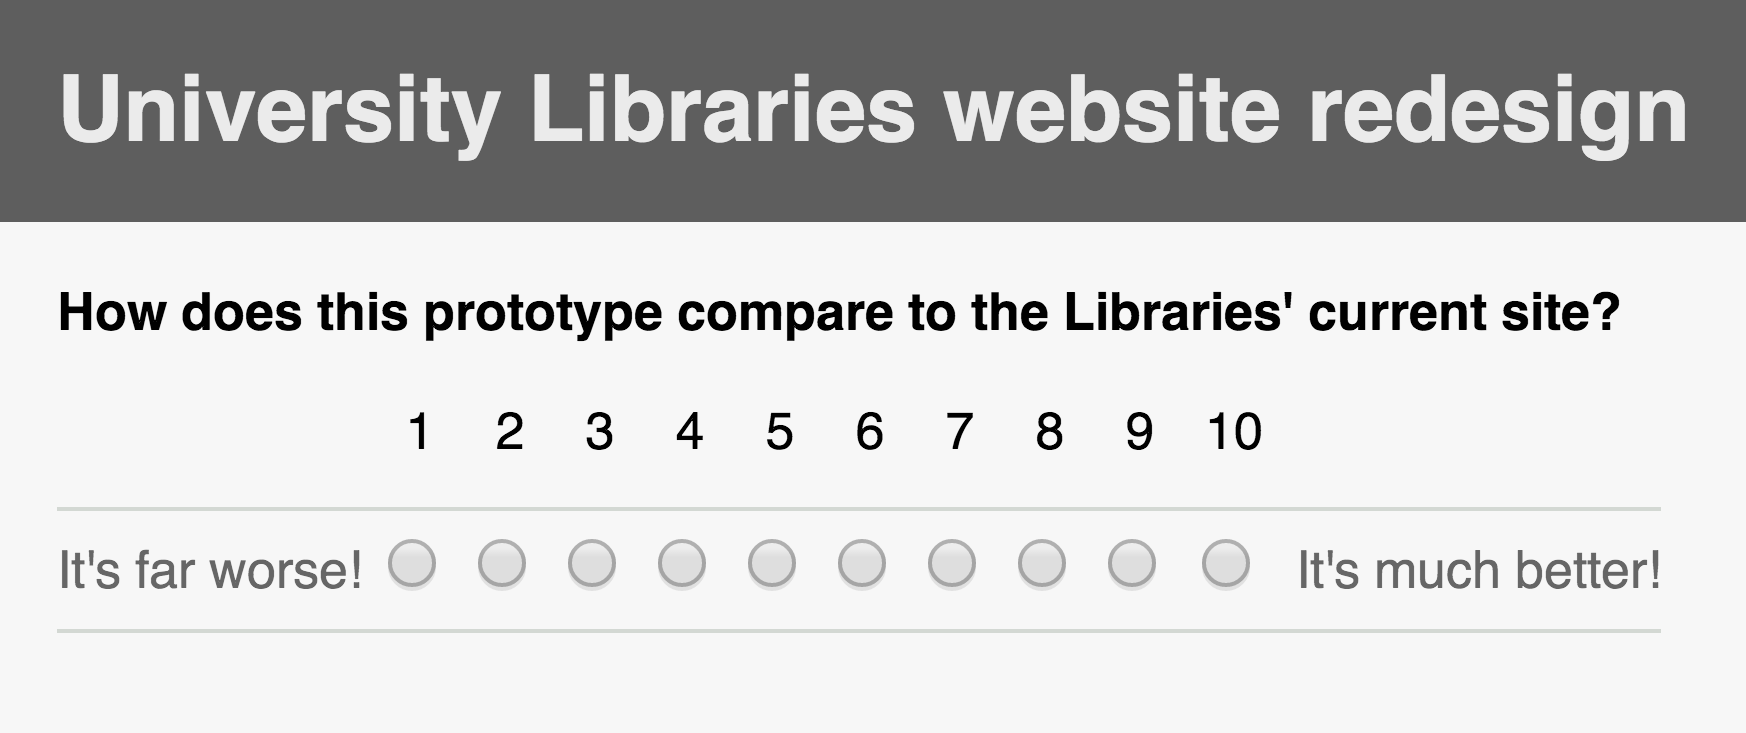 University Libraries website redesign
How does this prototype compare to the Libraries' current site?
1 2 3 4 5 6 7 8 9 10
It's far worse! It's much better!